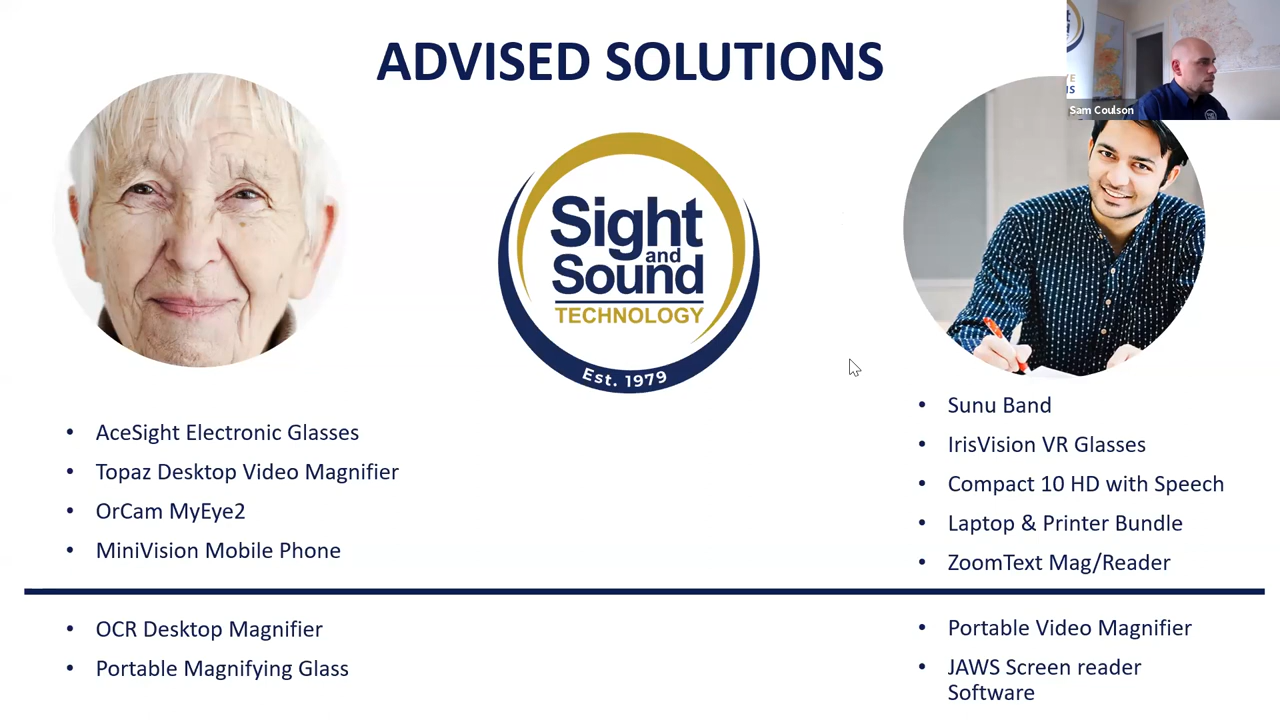 ADVISED SOLUTIONS
Sam Coulson
Sight
and
Sound
TECHNOLOGY
Est. 1979
• AceSight Electronic Glasses
• Topaz Desktop Video Magnifier
• OrCam MyEye2
• MiniVision Mobile Phone
• Sunu Band
• IrisVision VR Glasses
• Compact 10 HD with Speech
• Laptop & Printer Bundle
• ZoomText Mag/Reader
• OCR Desktop Magnifier
• Portable Magnifying Glass
• Portable Video Magnifier
• JAWS Screen reader
Software